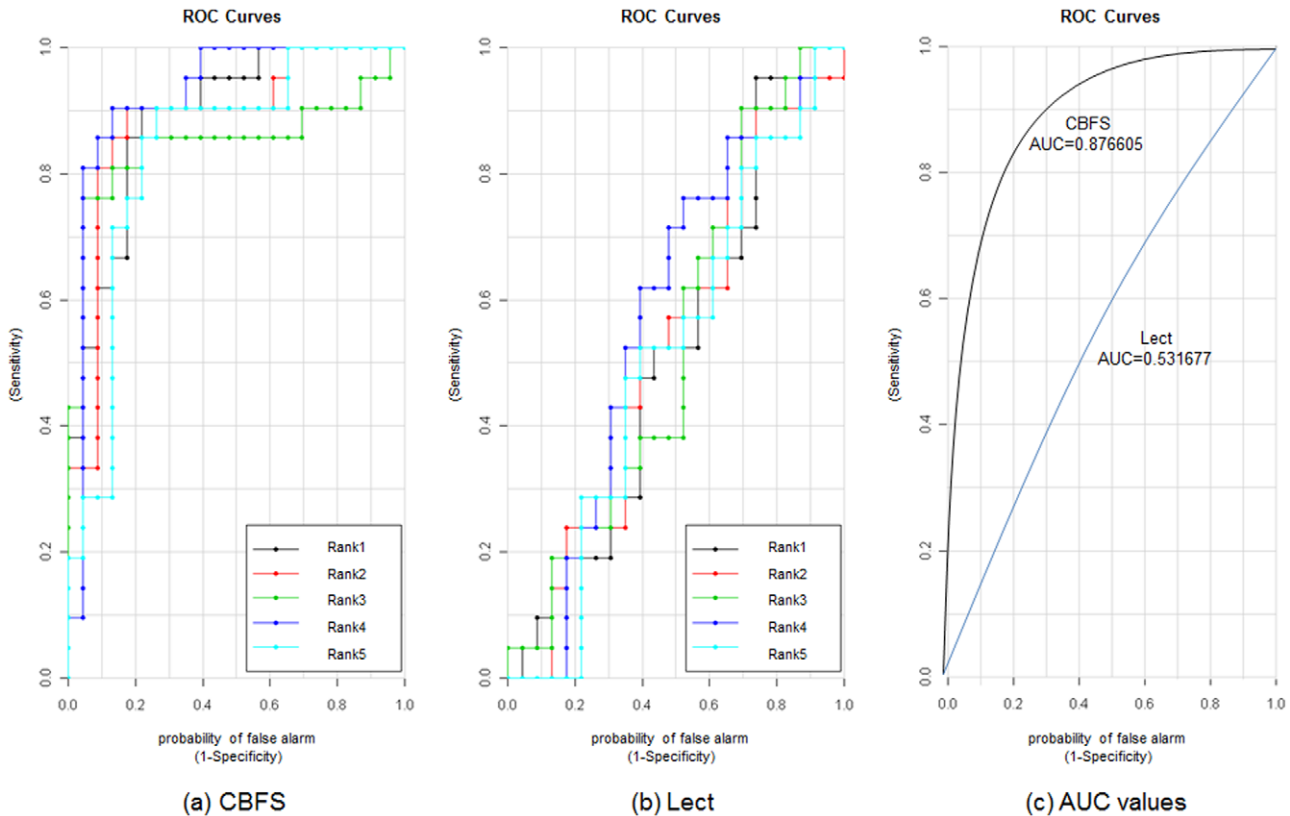 ROC Curves
(Sensitivity)
1.0
0.8
0.6
0.4
0.2
0.0
Rank1
Rank2
Rank3
Rank4
Rank5
0.0 0.2 0.4 0.6 0.8 1.0
probability of false alarm
(1-Specificity)
(a) CBFS
ROC Curves
(Sensitivity)
1.0
0.8
0.6
0.4
0.2
0.0
Rank1
Rank2
Rank3
Rank4
Rank5
0.0 0.2 0.4 0.6 0.8 1.0
probability of false alarm
(1-Specificity)
(b) Lect
ROC Curves
(Sensitivity)
1.0
0.8
0.6
0.4
0.2
0.0
CBFS
AUC=0.876605
Lect
AUC=0.531677
0.0 0.2 0.4 0.6 0.8 1.0
probability of false alarm
(1-Specificity)
(c) AUC values